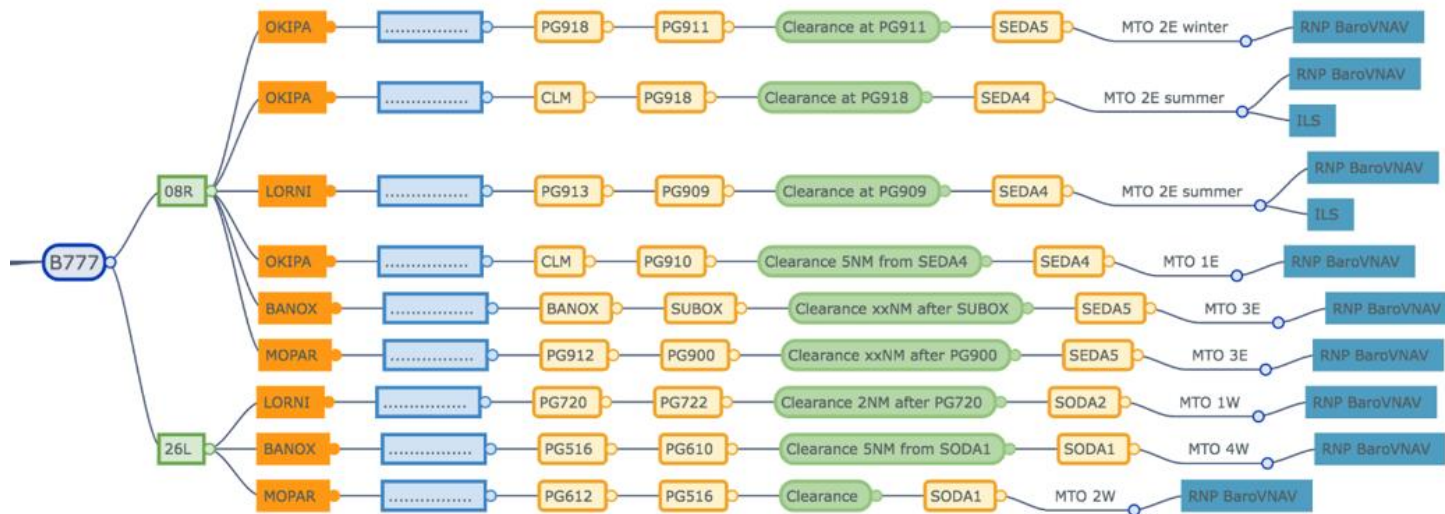 OKIPA ................ PG918 PG911 Clearance at PG911 SEDA5 MTO 2E winter RNP BaroVNAV
RNP BaroVNAV
OKIPA ................ CLM PG918 Clearance at PG918 SEDA4 MTO 2E summer
ILS
RNP BaroVNAV
08R LORNI ................ PG913 PG909 Clearance at PG909 SEDA4 MTO 2E summer
ILS
B777 OKIPA ................ CLM PG910 Clearance 5NM from SEDA4 SEDA4 MTO 1E RNP BaroVNAV
BANOX ................ BANOX SUBOX Clearance xxNM after SUBOX SEDA5 MTO 3E RNP BaroVNAV
MOPAR ................ PG912 PG900 Clearance xxNM after PG900 SEDA5 MTO 3E RNP BaroVNAV
LORNI ................ PG720 PG722 Clearance 2NM after PG720 SODA2 MTO 1W RNP BaroVNAV
26L BANOX ................ PG516 PG610 Clearance 5NM from SODA1 SODA1 MTO 4W RNP BaroVNAV
MOPAR ................ PG612 PG516 Clearance SODA1 MTO 2W RNP BaroVNAV